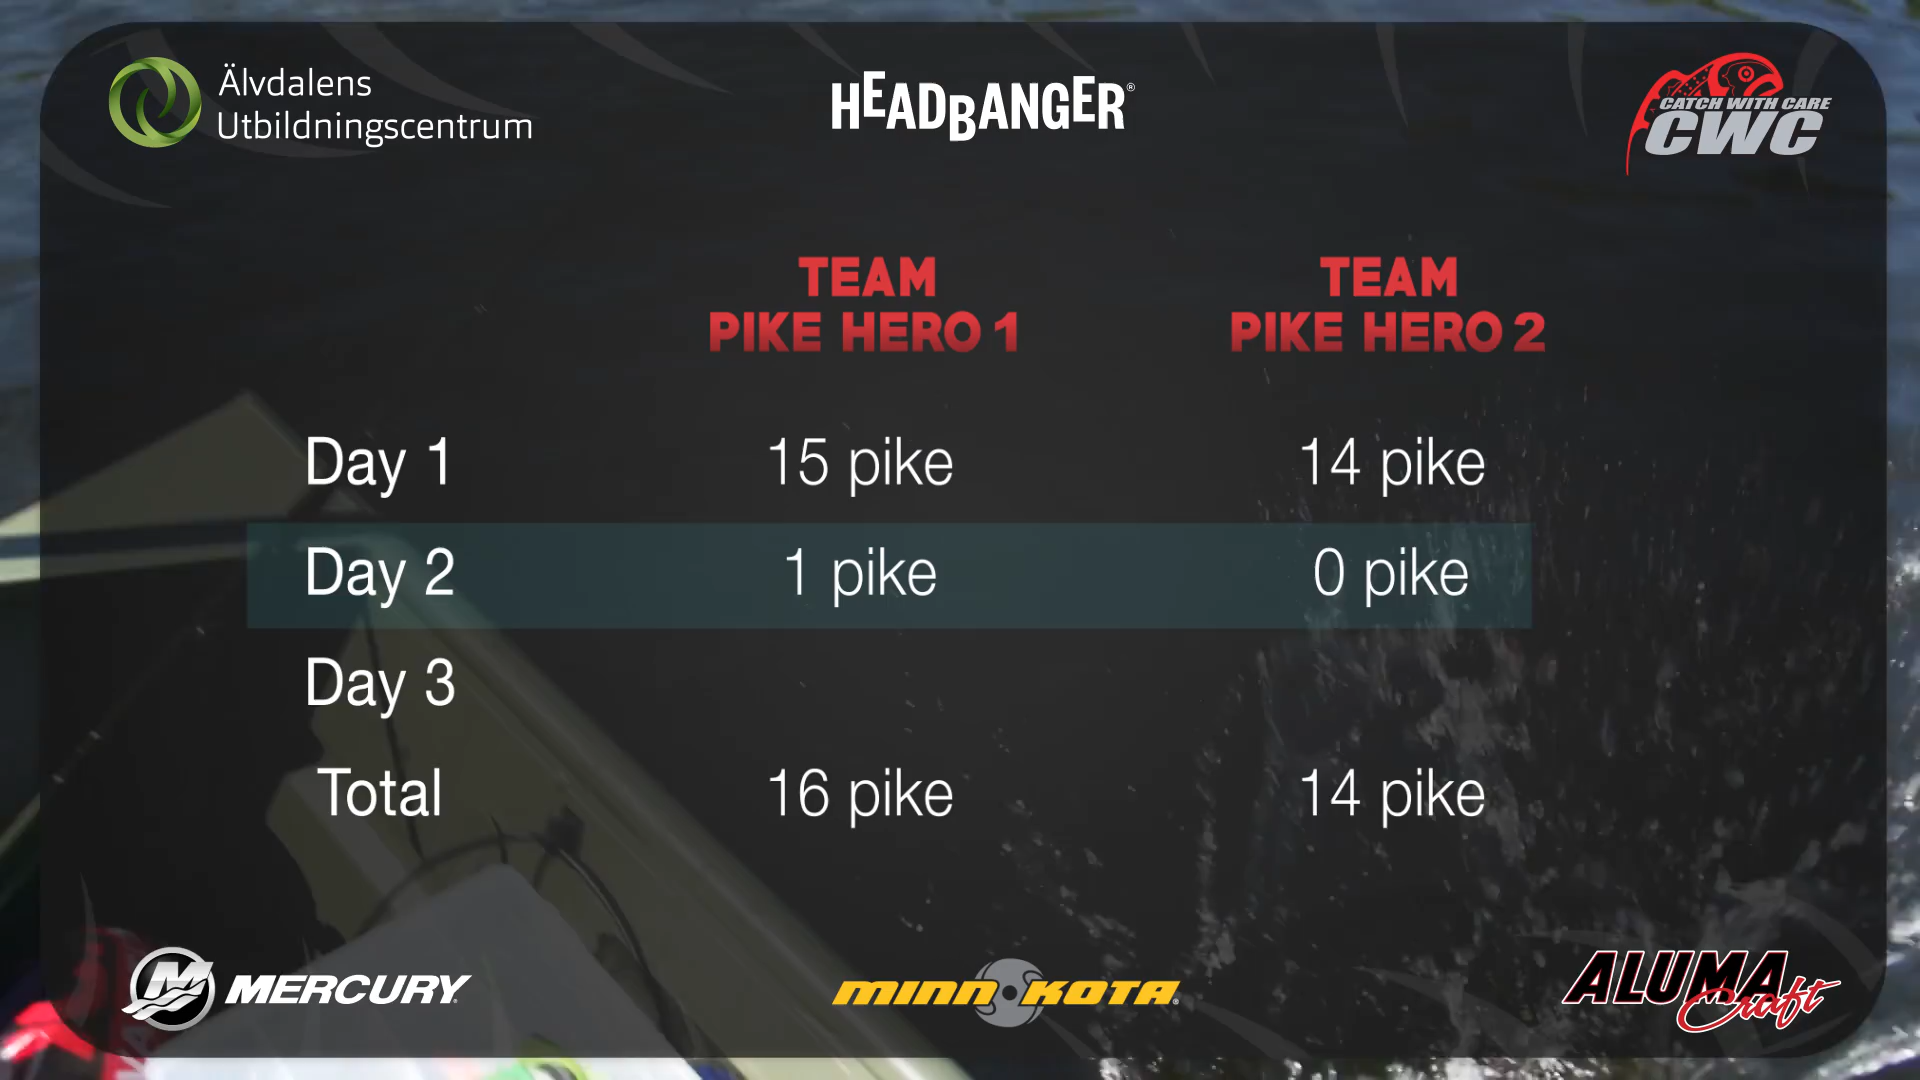 Älvdalens
Utbildningscentrum
HEADBANGER®
CATCH WITH CARE
CWC
TEAM
PIKE HERO 1
TEAM
PIKE HERO 2
Day 1 15 pike 14 pike
Day 2 1 pike 0 pike
Day 3
Total 16 pike 14 pike
MERCURY
MINN KOTA®
ALUMA
Craft